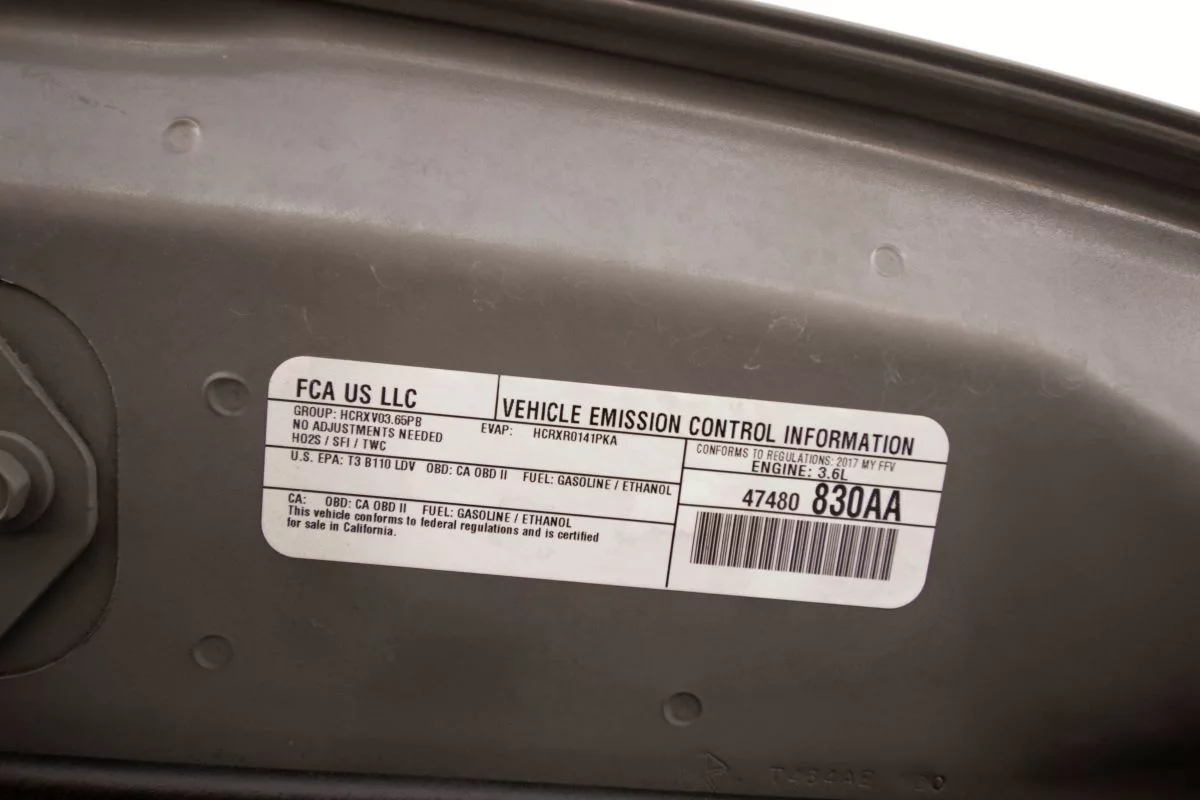 FCA US LLC
VEHICLE EMISSION CONTROL INFORMATION
GROUP: HCRXV03.65PB EVAP: HCRXR0141PKA
NO ADJUSTMENTS NEEDED
HO2S / SFI / TWC
CONFORMS TO REGULATIONS: 2017 MY FFV
ENGINE: 3.6L
U.S. EPA: T3 B110 LDV OBD: CA OBD II FUEL: GASOLINE / ETHANOL
47480 830AA
CA: OBD: CA OBD II FUEL: GASOLINE / ETHANOL
This vehicle conforms to federal regulations and is certified
for sale in California.